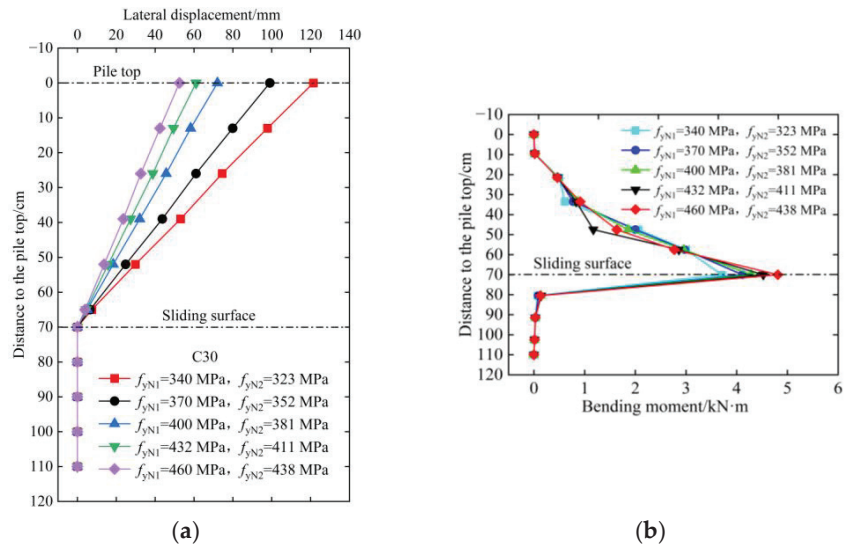 Lateral displacement/mm
0 20 40 60 80 100 120 140
−10
0
10
20
30
40
50
60
70
80
90
100
110
120
Distance to the pile top/cm
Pile top
Sliding surface
C30
fyN1=340 MPa, fyN2=323 MPa
fyN1=370 MPa, fyN2=352 MPa
fyN1=400 MPa, fyN2=381 MPa
fyN1=432 MPa, fyN2=411 MPa
fyN1=460 MPa, fyN2=438 MPa
(a)
−10
0
10
20
30
40
50
60
70
80
90
100
110
120
Distance to the pile top/cm
fyN1=340 MPa, fyN2=323 MPa
fyN1=370 MPa, fyN2=352 MPa
fyN1=400 MPa, fyN2=381 MPa
fyN1=432 MPa, fyN2=411 MPa
fyN1=460 MPa, fyN2=438 MPa
Sliding surface
0 1 2 3 4 5 6
Bending moment/kN·m
(b)